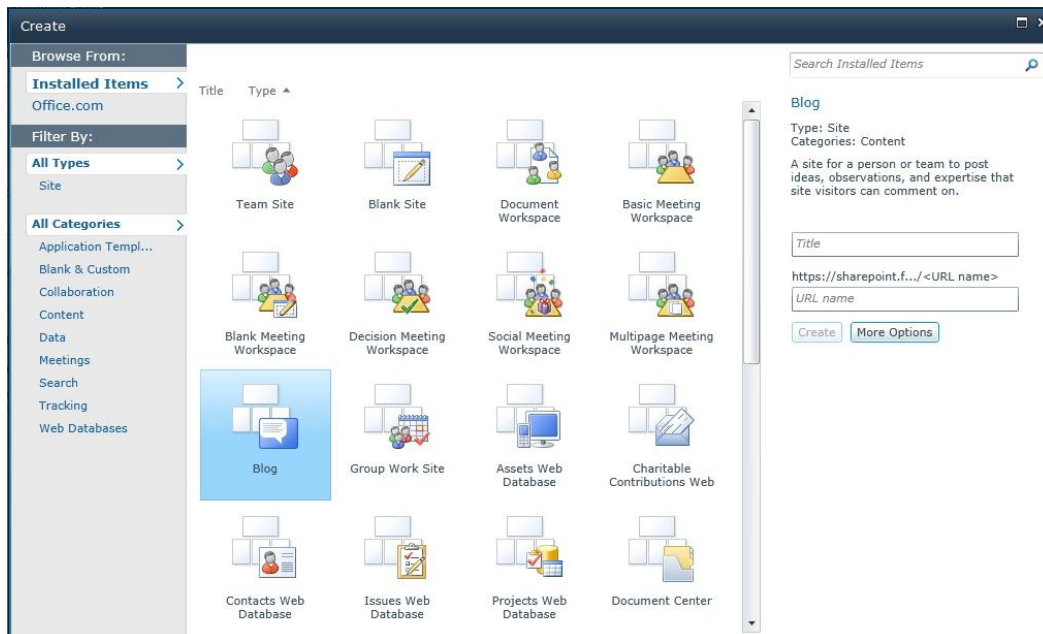 Create
Browse From:
Installed Items
Office.com
Filter By:
All Types
Site
All Categories
Application Templ...
Blank & Custom
Collaboration
Content
Data
Meetings
Search
Tracking
Web Databases
Title Type
Team Site
Blank Site
Document
Workspace
Basic Meeting
Workspace
Blank Meeting
Workspace
Decision Meeting
Workspace
Social Meeting
Workspace
Multipage Meeting
Workspace
Blog
Group Work Site
Assets Web
Database
Charitable
Contributions Web
Contacts Web
Database
Issues Web
Database
Projects Web
Database
Document Center
Search Installed Items
Blog
Type: Site
Categories: Content
A site for a person or team to post
ideas, observations, and expertise that
site visitors can comment on.
Title
https://sharepoint.f.../<URL name>
URL name
Create More Options